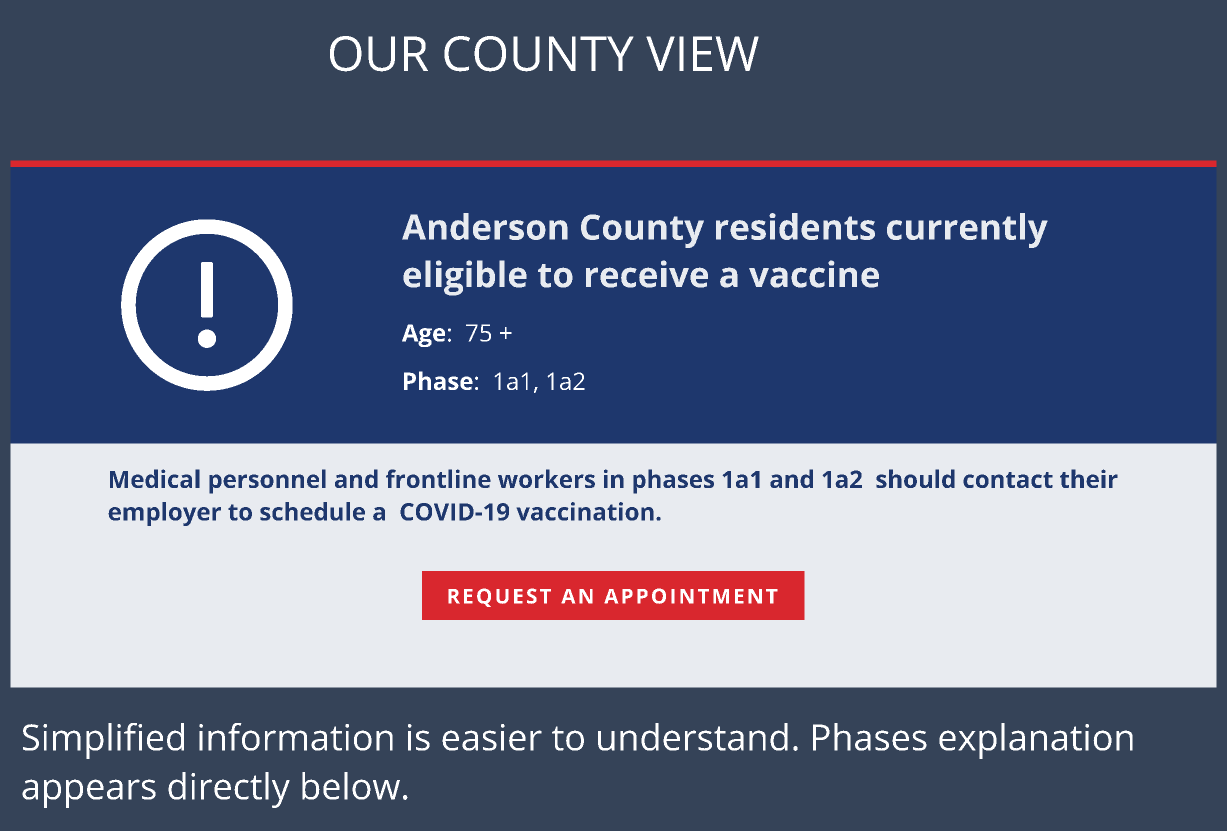 OUR COUNTY VIEW
Anderson County residents currently
eligible to receive a vaccine
Age:  75 +
Phase:  1a1, 1a2
Medical personnel and frontline workers in phases 1a1 and 1a2  should contact their
employer to schedule a  COVID-19 vaccination.
REQUEST AN APPOINTMENT
Simplified information is easier to understand. Phases explanation
appears directly below.